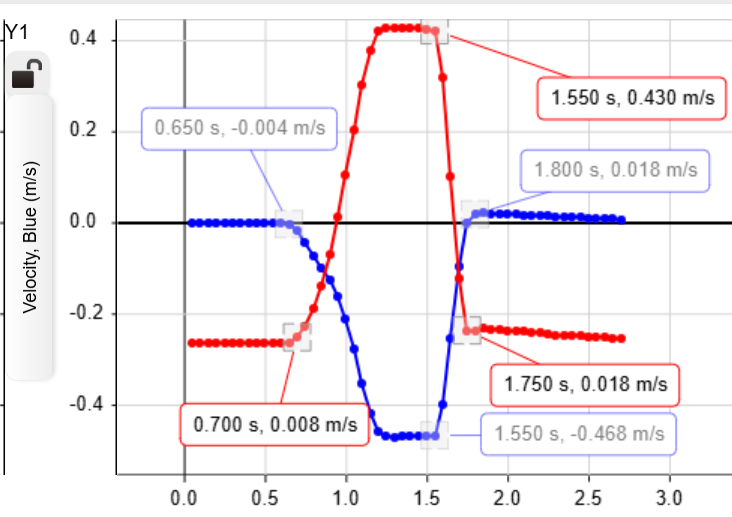 Y1
Velocity, Blue (m/s)
0.4
0.2
0.0
-0.2
-0.4
0.650 s, -0.004 m/s
1.550 s, 0.430 m/s
1.800 s, 0.018 m/s
1.750 s, 0.018 m/s
0.700 s, 0.008 m/s
1.550 s, -0.468 m/s
0.0 0.5 1.0 1.5 2.0 2.5 3.0